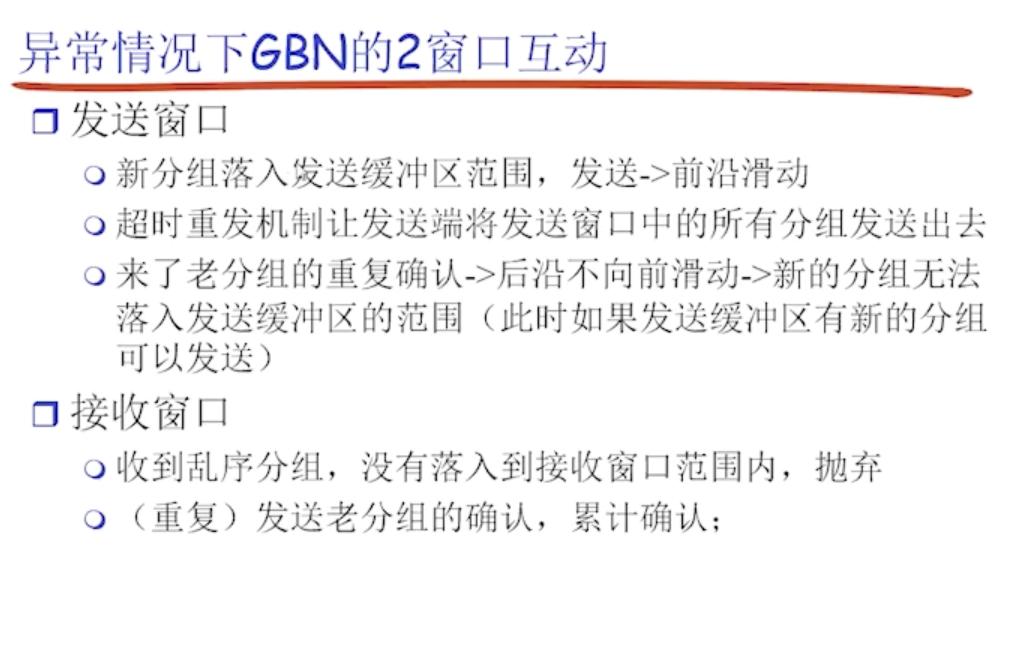 异常情况下GBN的2窗口互动
发送窗口
新分组落入发送缓冲区范围，发送->前沿滑动
超时重发机制让发送端将发送窗口中的所有分组发送出去
来了老分组的重复确认->后沿不向前滑动->新的分组无法
落入发送缓冲区的范围（此时如果发送缓冲区有新的分组
可以发送）
接收窗口
收到乱序分组，没有落入到接收窗口范围内，抛弃
（重复）发送老分组的确认，累计确认；